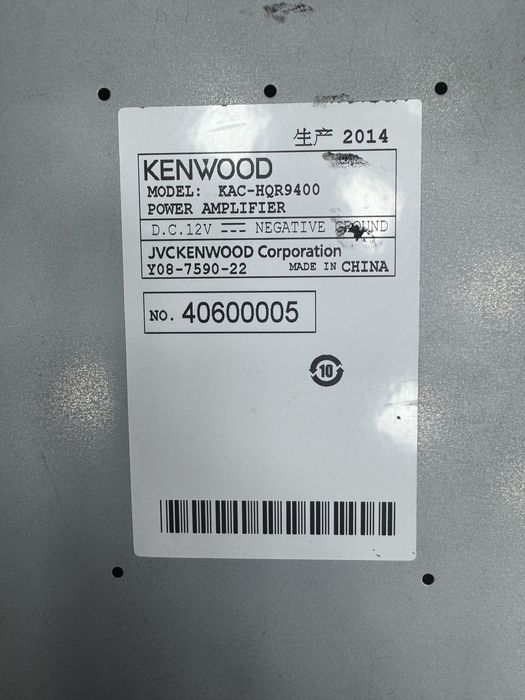 生产 2014
KENWOOD
MODEL: KAC-HQR9400
POWER AMPLIFIER
D.C.12V ⎓ NEGATIVE GROUND
JVCKENWOOD Corporation
Y08-7590-22 MADE IN CHINA
NO. 40600005
10